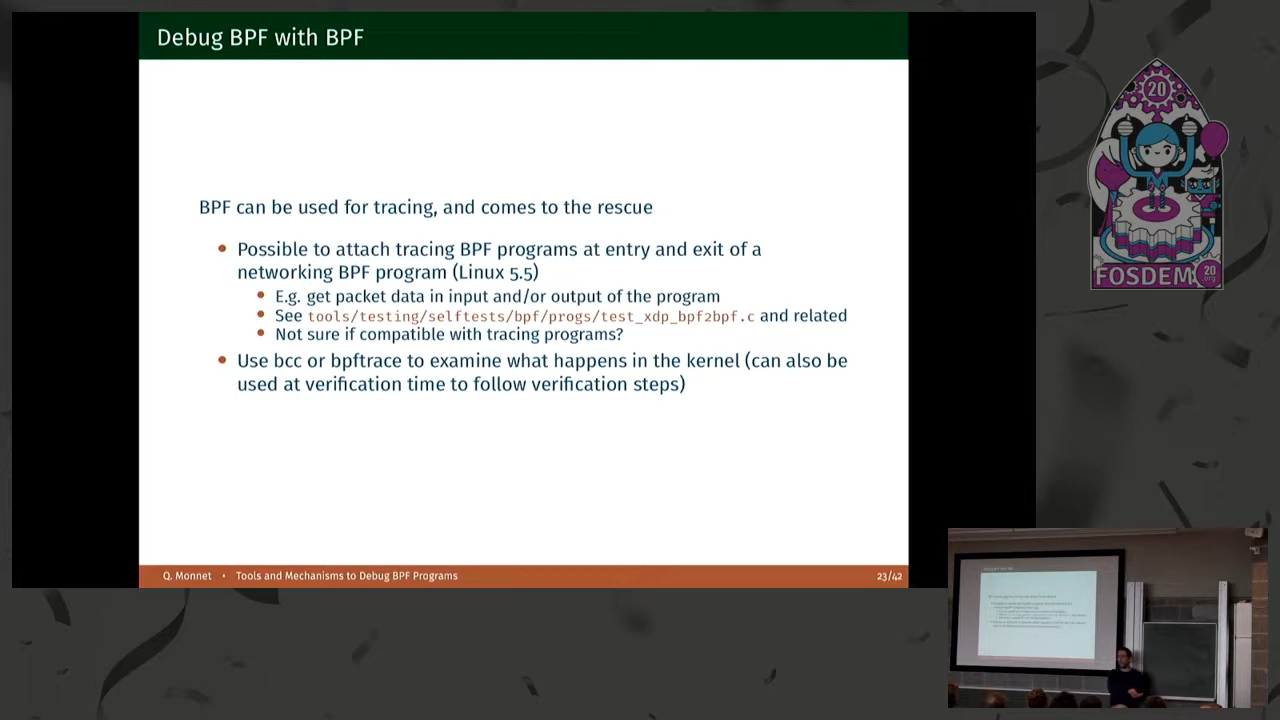 Debug BPF with BPF
BPF can be used for tracing, and comes to the rescue
• Possible to attach tracing BPF programs at entry and exit of a
networking BPF program (Linux 5.5)
• E.g. get packet data in input and/or output of the program
• See tools/testing/selftests/bpf/progs/test_xdp_bpf2bpf.c and related
• Not sure if compatible with tracing programs?
• Use bcc or bpftrace to examine what happens in the kernel (can also be
used at verification time to follow verification steps)
Q. Monnet • Tools and Mechanisms to Debug BPF Programs
23/42
20
FOSDEM 20
.org